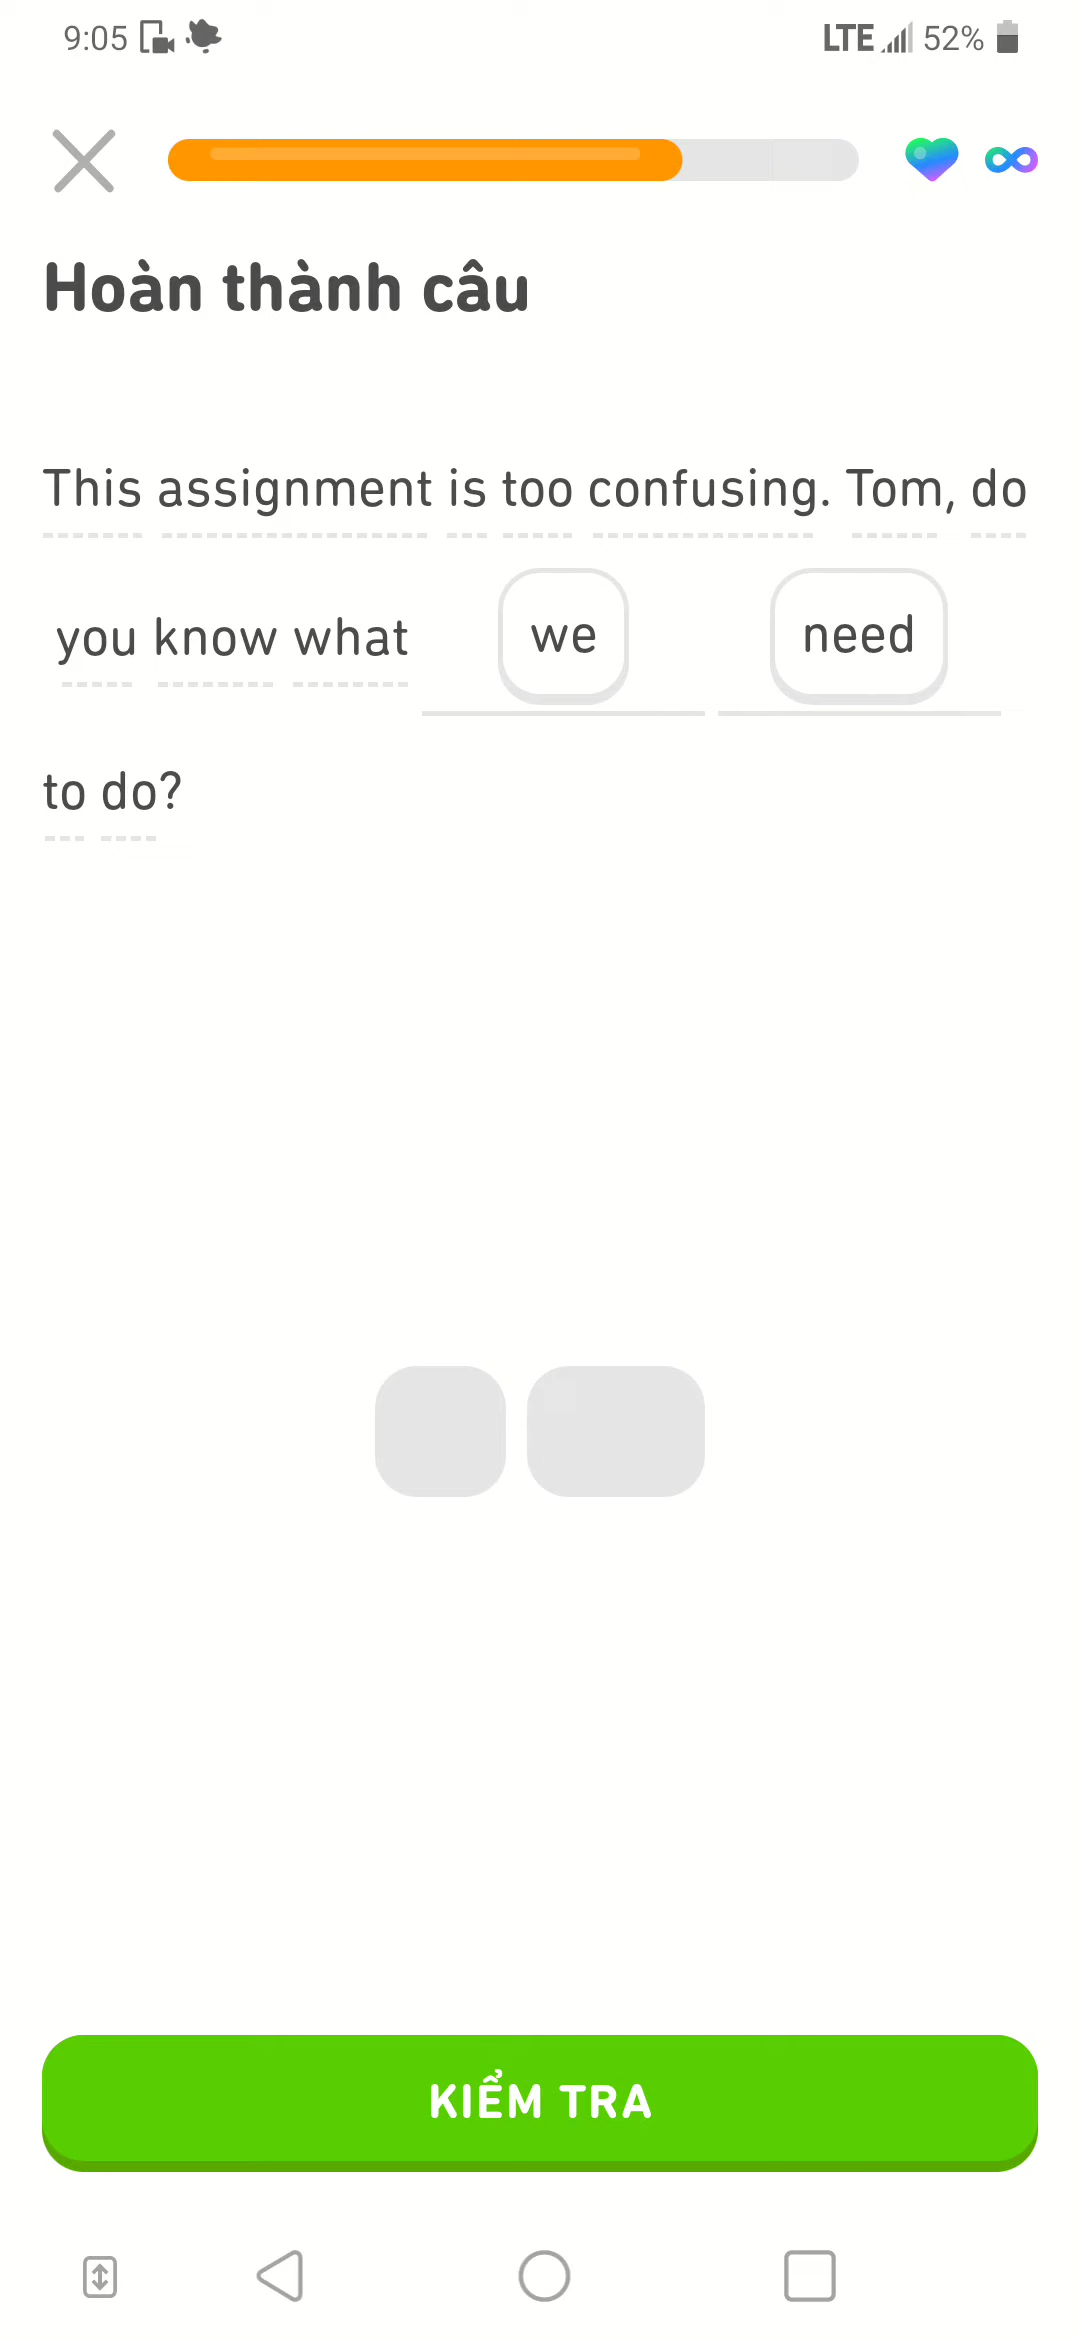 9:05 LTE 52%
Hoàn thành câu
This assignment is too confusing. Tom, do
you know what we need
to do?
KIỂM TRA